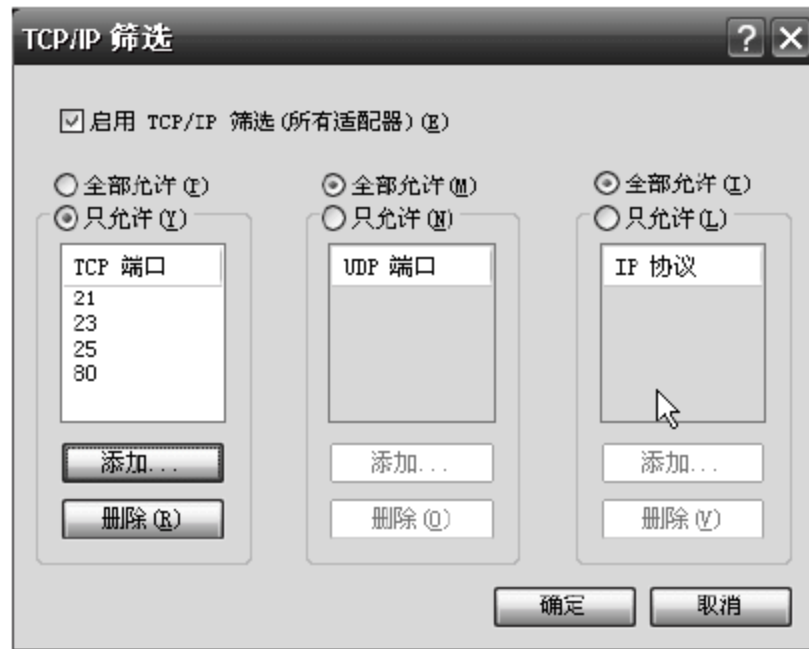 TCP/IP 筛选
启用 TCP/IP 筛选(所有适配器)(E)
全部允许(P)
只允许(Y)
TCP 端口
21
23
25
80
添加...
删除(R)
全部允许(M)
只允许(N)
UDP 端口
添加...
删除(O)
全部允许(I)
只允许(L)
IP 协议
添加...
删除(V)
确定
取消